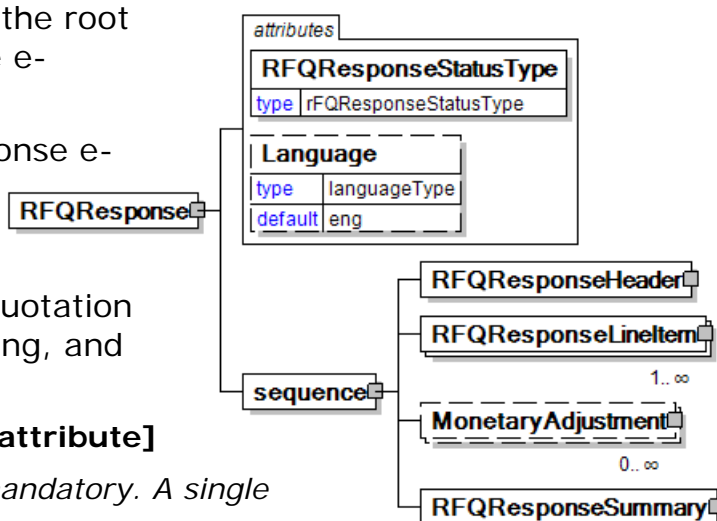 the root
e-
onse e-
uotation
ng, and
attribute]
nandatory. A single
attributes
RFQResponseStatusType
type rFQResponseStatusType
Language
type languageType
default eng
RFQResponse
sequence
RFQResponseHeader
RFQResponseLineItem
1.. ∞
MonetaryAdjustment
0.. ∞
RFQResponseSummary